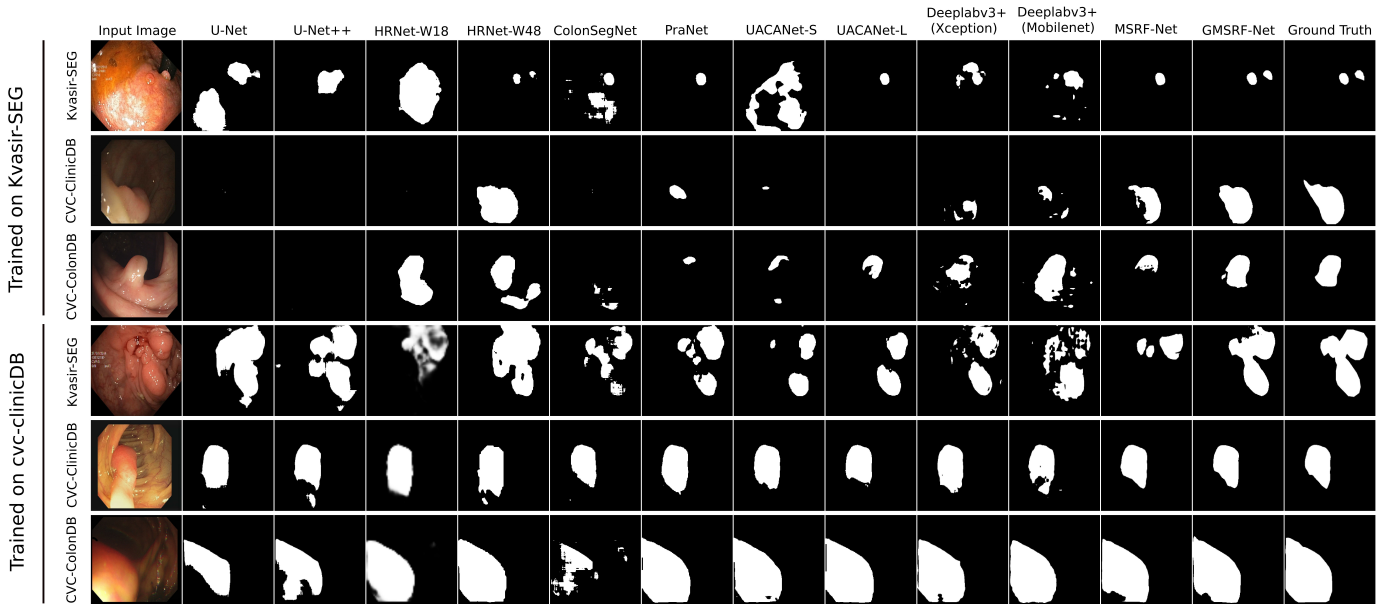 Input Image U-Net U-Net++ HRNet-W18 HRNet-W48 ColonSegNet PraNet UACANet-S UACANet-L Deeplabv3+ (Xception) Deeplabv3+ (Mobilenet) MSRF-Net GMSRF-Net Ground Truth
Trained on Kvasir-SEG
Kvasir-SEG
CVC-ClinicDB
CVC-ColonDB
Trained on cvc-clinicDB
Kvasir-SEG
CVC-ClinicDB
CVC-ColonDB